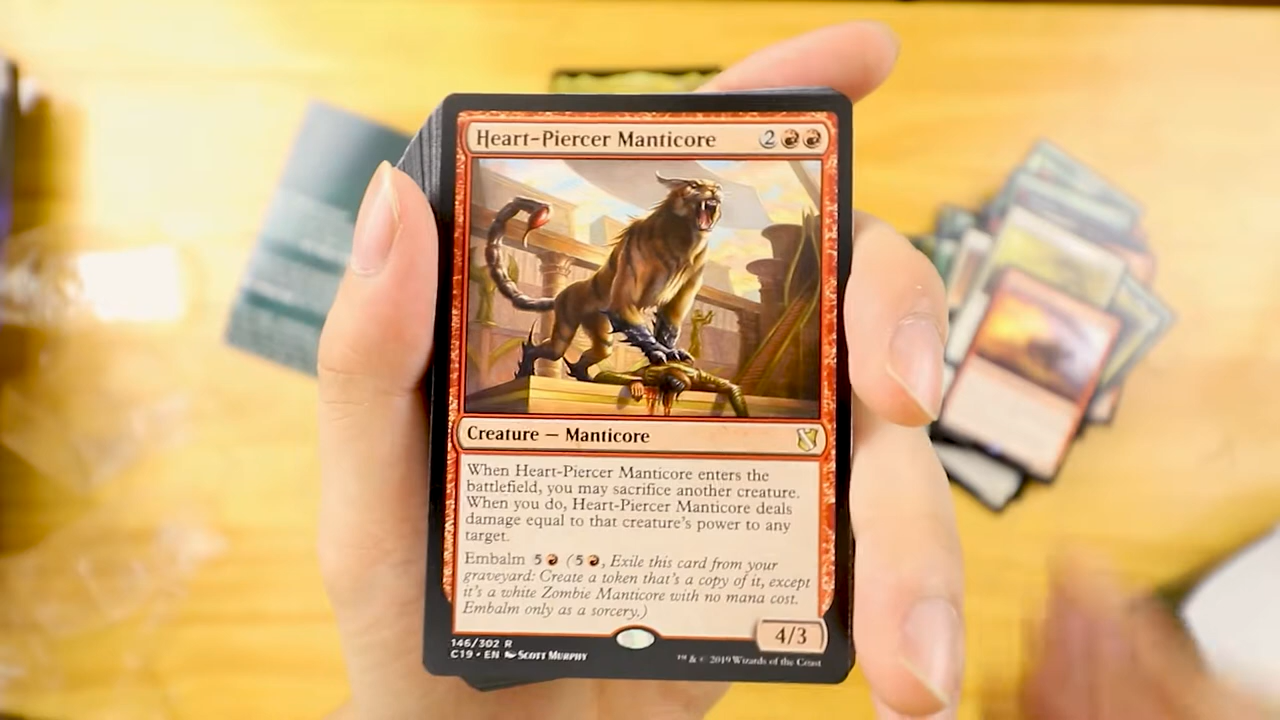 Heart-Piercer Manticore 2
Creature — Manticore
When Heart-Piercer Manticore enters the
battlefield, you may sacrifice another creature.
When you do, Heart-Piercer Manticore deals
damage equal to that creature's power to any
target.
Embalm 5 (5, Exile this card from your
graveyard: Create a token that's a copy of it, except
it's a white Zombie Manticore with no mana cost.
Embalm only as a sorcery.)
4/3
146/302 R
C19 • EN Scott Murphy
™ & © 2019 Wizards of the Coast